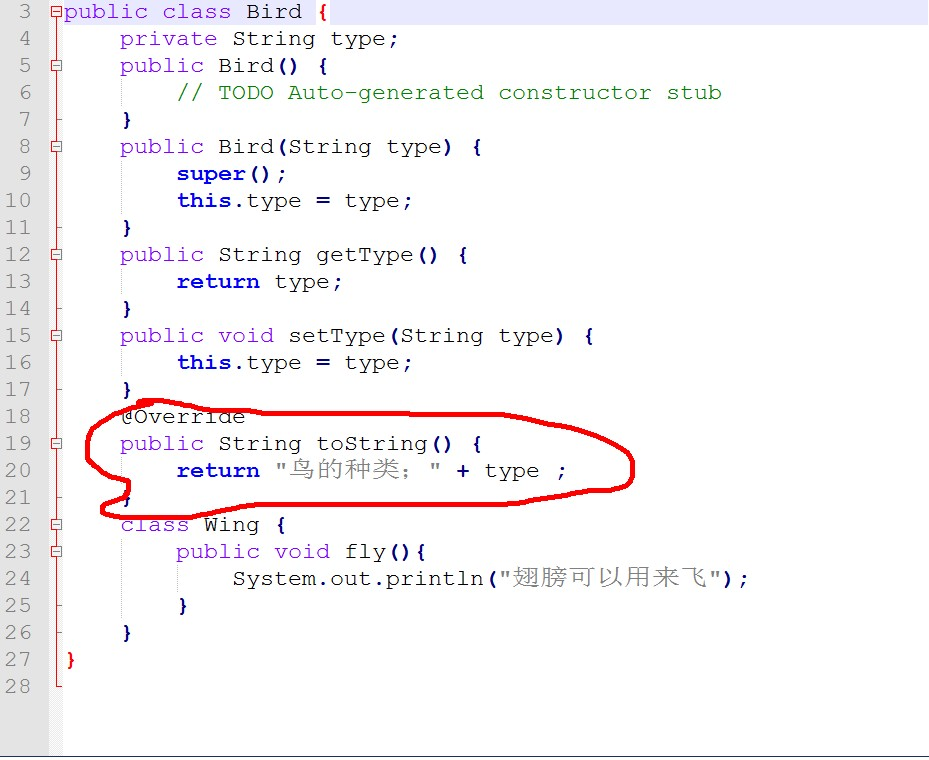 3 public class Bird {
4 private String type;
5 public Bird() {
6 // TODO Auto-generated constructor stub
7 }
8 public Bird(String type) {
9 super();
10 this.type = type;
11 }
12 public String getType() {
13 return type;
14 }
15 public void setType(String type) {
16 this.type = type;
17 }
18 @Override
19 public String toString() {
20 return "鸟的种类；" + type ;
21 }
22 class Wing {
23 public void fly(){
24 System.out.println("翅膀可以用来飞");
25 }
26 }
27 }
28